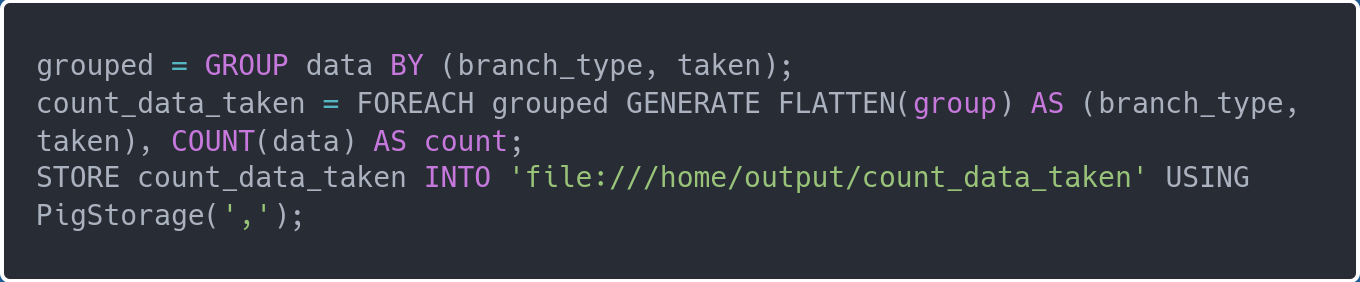 grouped = GROUP data BY (branch_type, taken);
count_data_taken = FOREACH grouped GENERATE FLATTEN(group) AS (branch_type,
taken), COUNT(data) AS count;
STORE count_data_taken INTO 'file:///home/output/count_data_taken' USING
PigStorage(',');